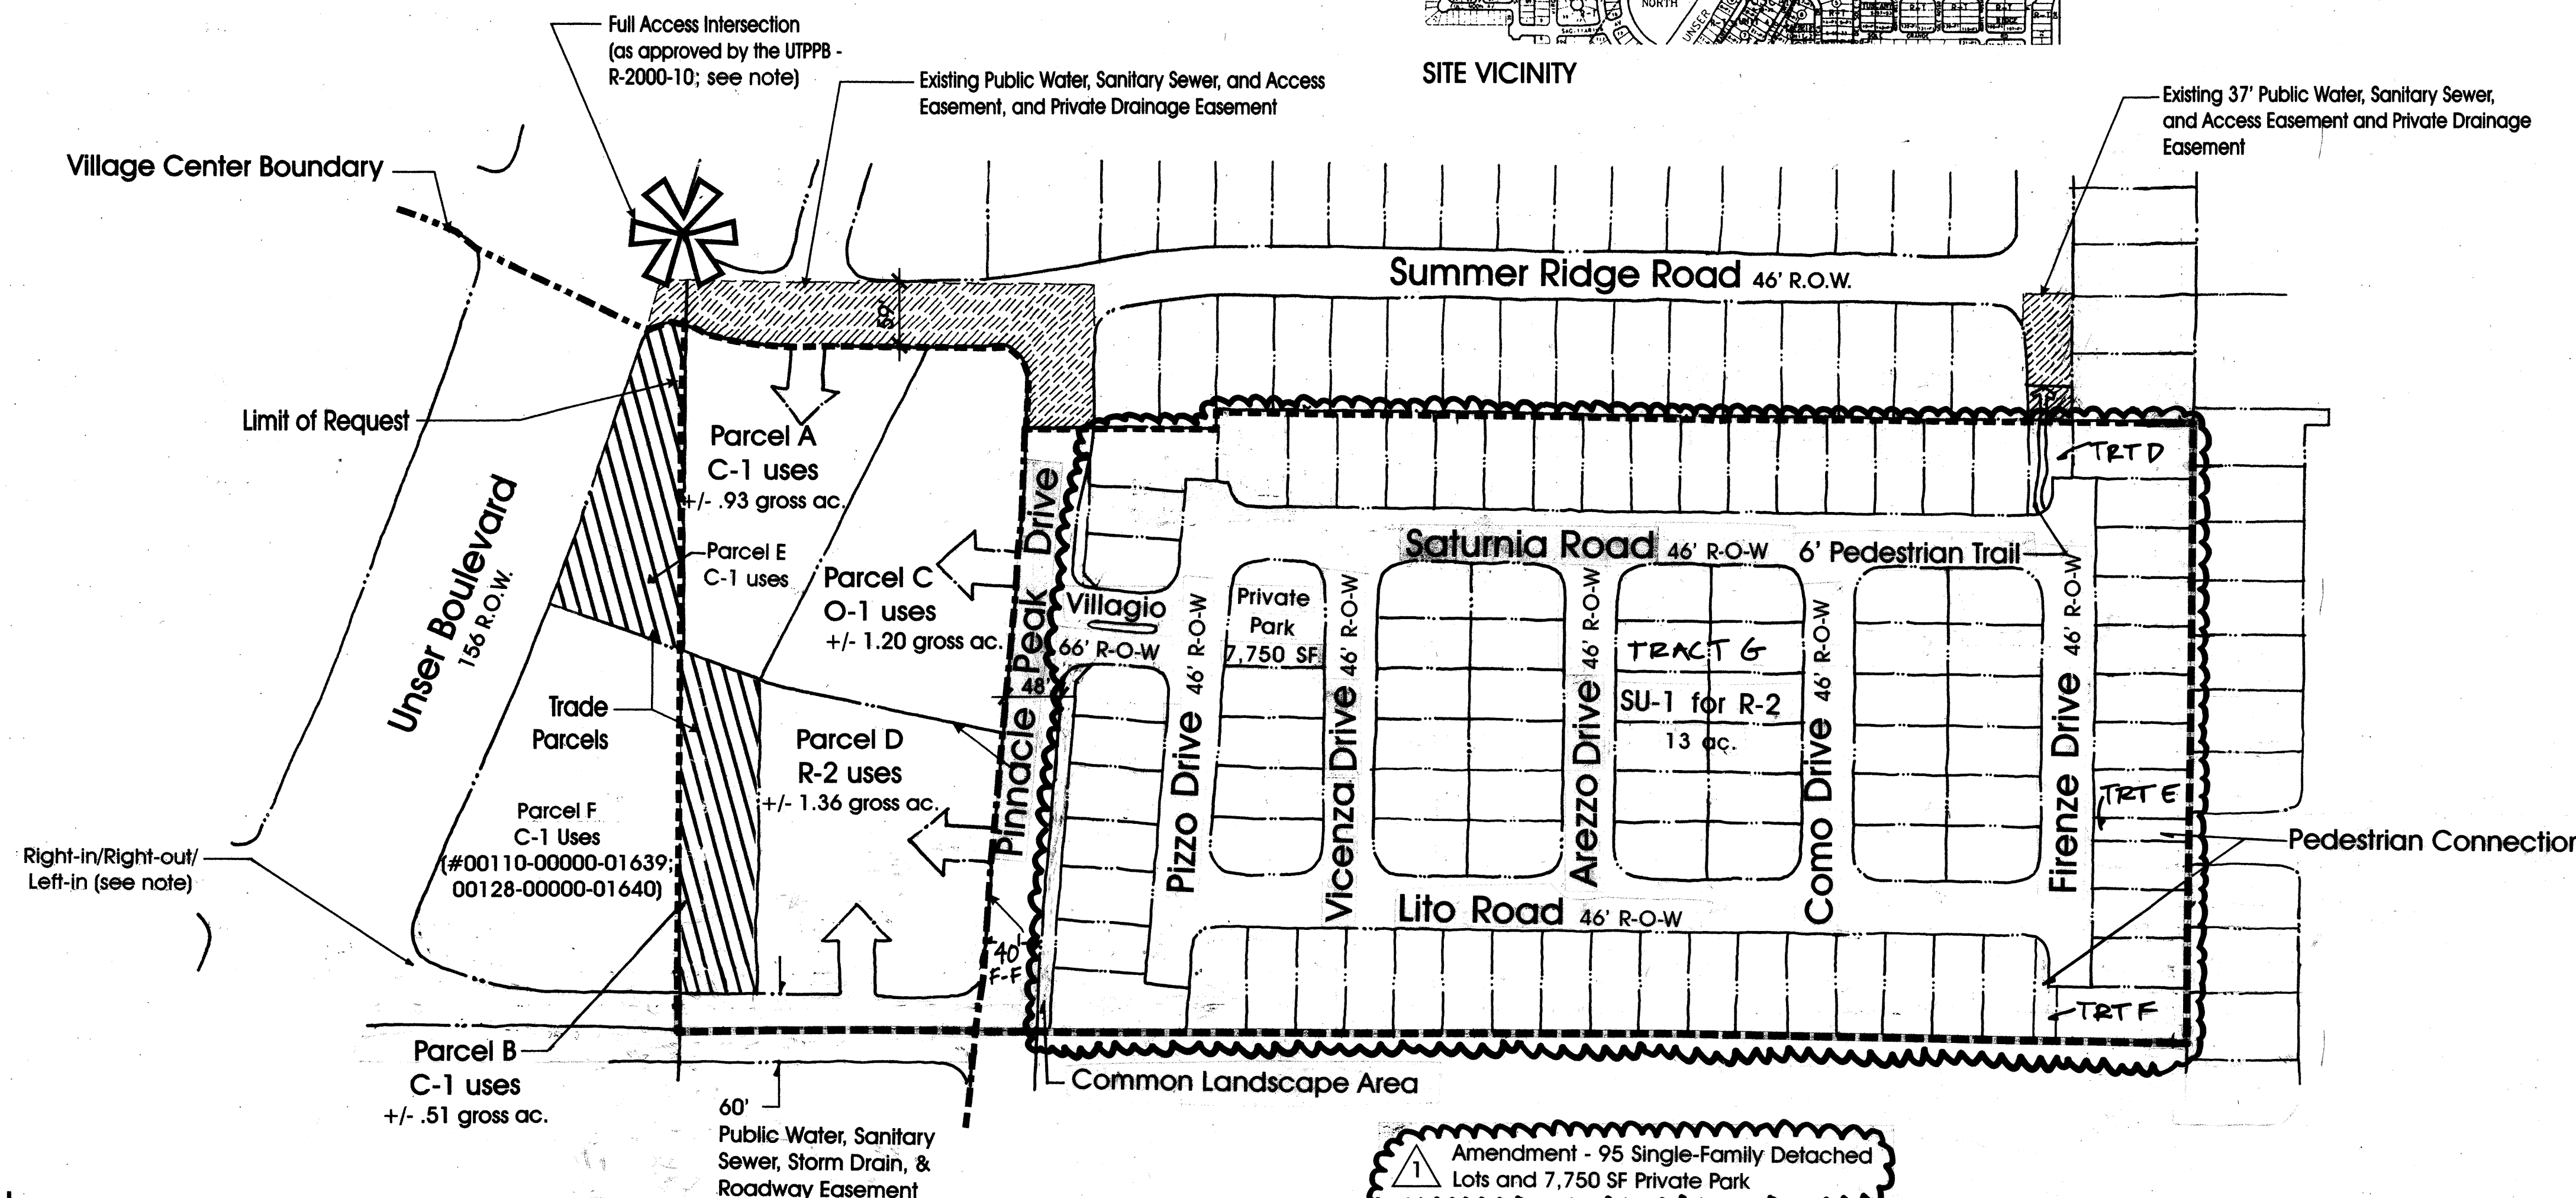 Full Access Intersection
(as approved by the UTPPB -
R-2000-10; see note)
Existing Public Water, Sanitary Sewer, and Access
Easement, and Private Drainage Easement
NORTH
UNSER
SITE VICINITY
Existing 37' Public Water, Sanitary Sewer,
and Access Easement and Private Drainage
Easement
Village Center Boundary
Summer Ridge Road 46' R.O.W.
59'
Limit of Request
Parcel A
C-1 uses
+/- .93 gross ac.
Parcel E
C-1 uses
Parcel C
O-1 uses
+/- 1.20 gross ac.
Unser Boulevard
156 R.O.W.
Trade
Parcels
Parcel D
R-2 uses
+/- 1.36 gross ac.
Parcel F
C-1 Uses
(#00110-00000-01639;
00128-00000-01640)
Right-in/Right-out/
Left-in (see note)
Parcel B
C-1 uses
+/- .51 gross ac.
60'
Public Water, Sanitary
Sewer, Storm Drain, &
Roadway Easement
Pinnacle Peak Drive
48'
40'
F-F
Villagio
66' R-O-W
TRT D
Saturnia Road 46' R-O-W
6' Pedestrian Trail
Private
Park
7,750 SF
Pizzo Drive 46' R-O-W
Vicenza Drive 46' R-O-W
Arezzo Drive 46' R-O-W
TRACT G
SU-1 for R-2
13 ac.
Como Drive 46' R-O-W
Firenze Drive 46' R-O-W
TRT E
Pedestrian Connection
Lito Road 46' R-O-W
TRT F
Common Landscape Area
1
Amendment - 95 Single-Family Detached
Lots and 7,750 SF Private Park